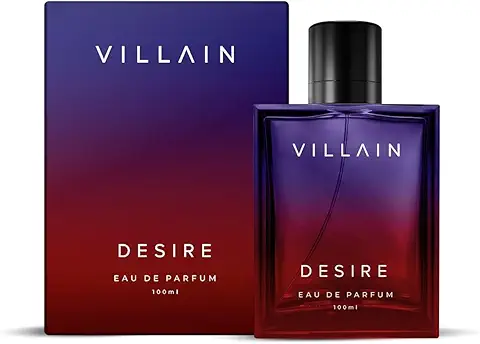 VILLAIN
DESIRE
EAU DE PARFUM
100ml
VILLAIN
DESIRE
EAU DE PARFUM
100ml